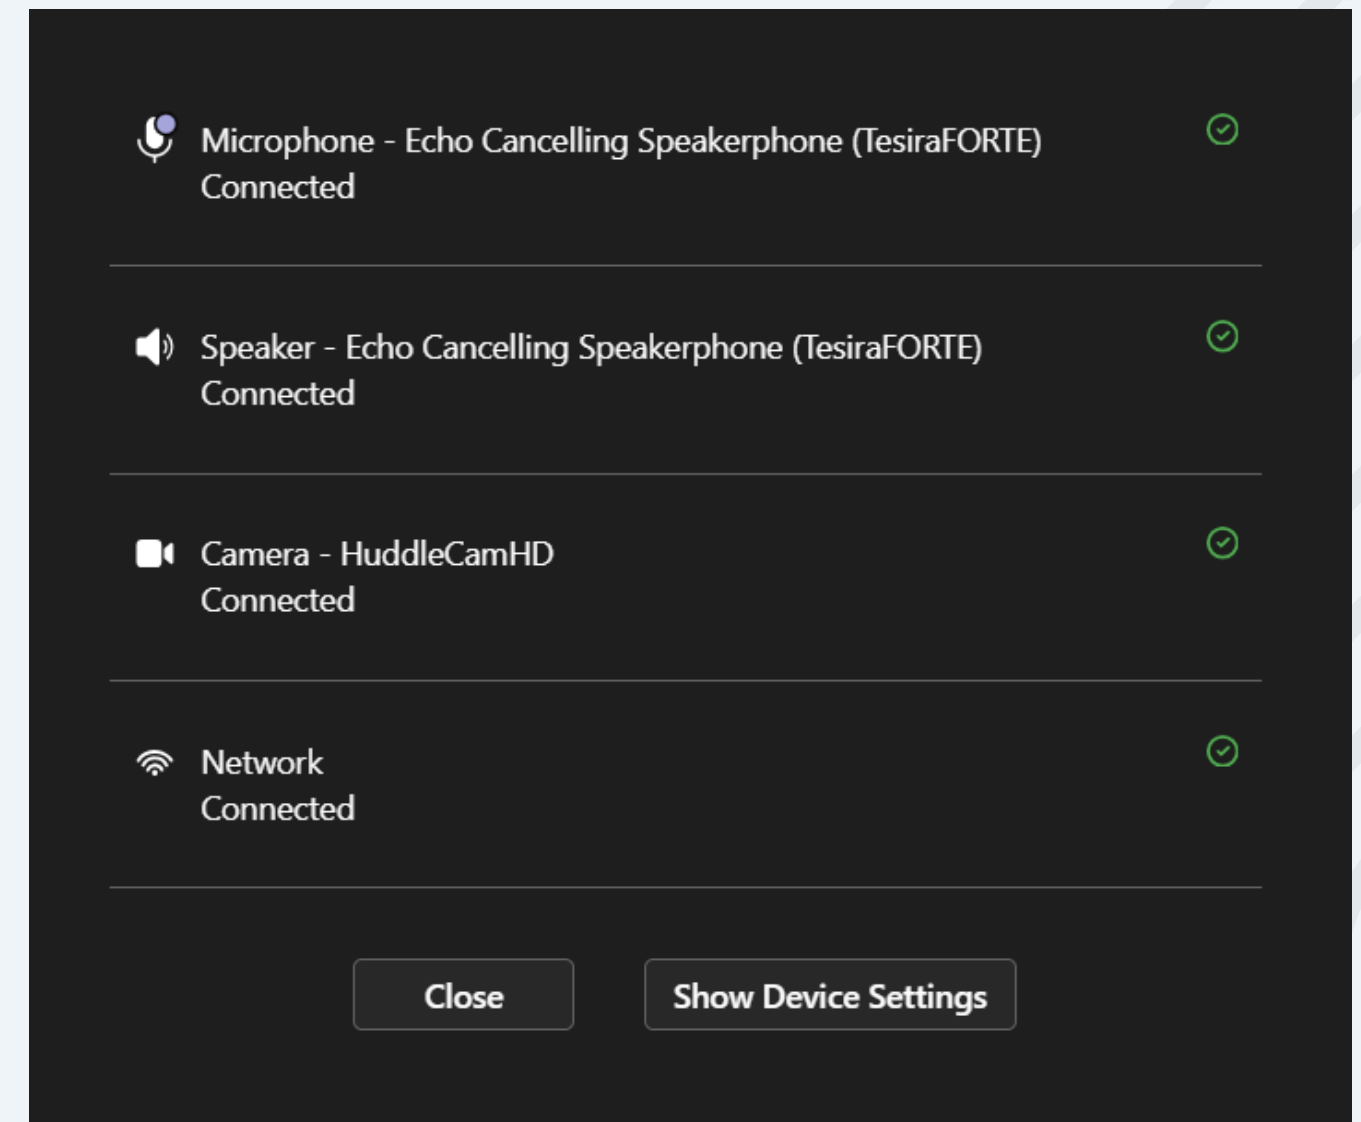 Microphone - Echo Cancelling Speakerphone (TesiraFORTE)
Connected
Speaker - Echo Cancelling Speakerphone (TesiraFORTE)
Connected
Camera - HuddleCamHD
Connected
Network
Connected
Close
Show Device Settings